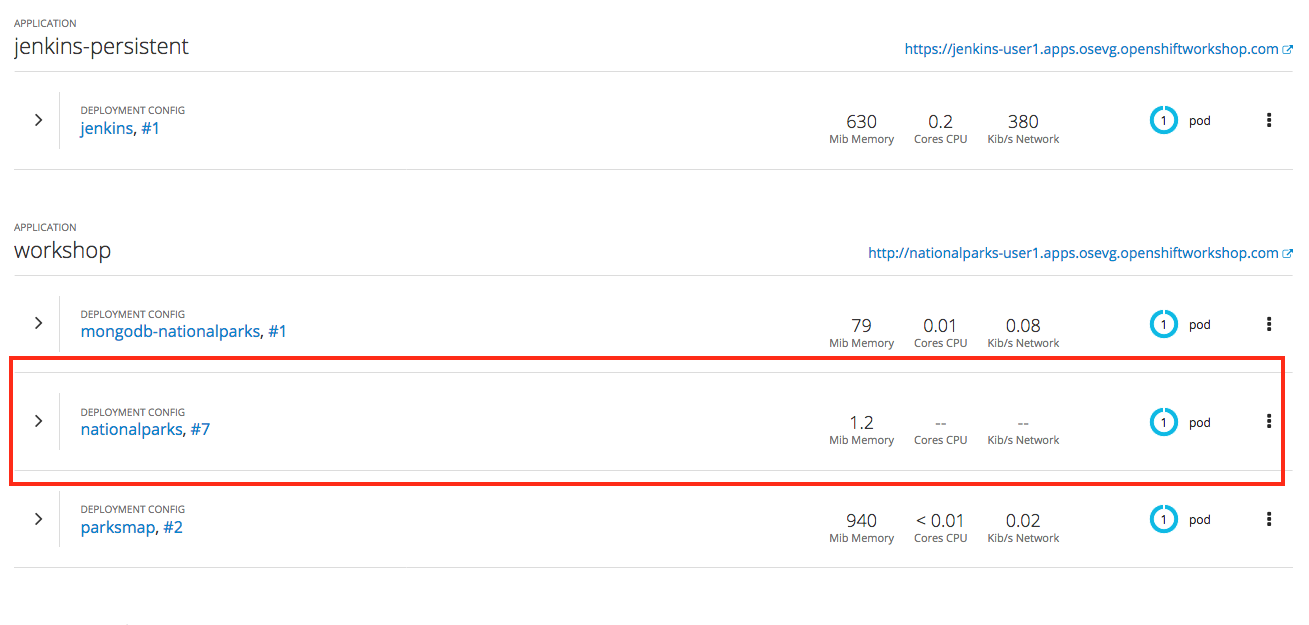 APPLICATION
jenkins-persistent
https://jenkins-user1.apps.osevg.openshiftworkshop.com
DEPLOYMENT CONFIG
jenkins, #1
630 0.2 380
Mib Memory Cores CPU Kib/s Network
1 pod
APPLICATION
workshop
http://nationalparks-user1.apps.osevg.openshiftworkshop.com
DEPLOYMENT CONFIG
mongodb-nationalparks, #1
79 0.01 0.08
Mib Memory Cores CPU Kib/s Network
1 pod
DEPLOYMENT CONFIG
nationalparks, #7
1.2 -- --
Mib Memory Cores CPU Kib/s Network
1 pod
DEPLOYMENT CONFIG
parksmap, #2
940 < 0.01 0.02
Mib Memory Cores CPU Kib/s Network
1 pod